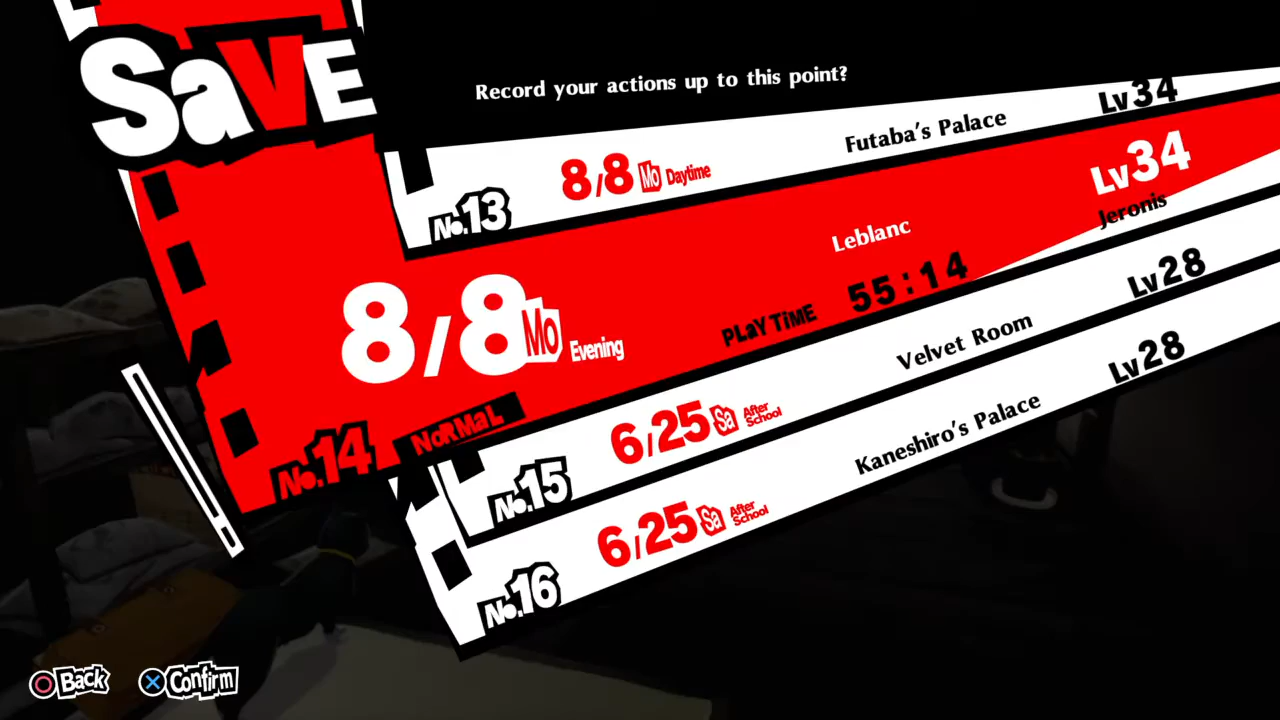 SaVE
Record your actions up to this point?
No.13 8/8 Mo Daytime Futaba's Palace Lv34
No.14 8/8 Mo Evening Leblanc Lv34
Jeronis
NoRMaL PLaY TiME 55:14
No.15 6/25 Sa After School Velvet Room Lv28
No.16 6/25 Sa After School Kaneshiro's Palace Lv28
Back Confirm